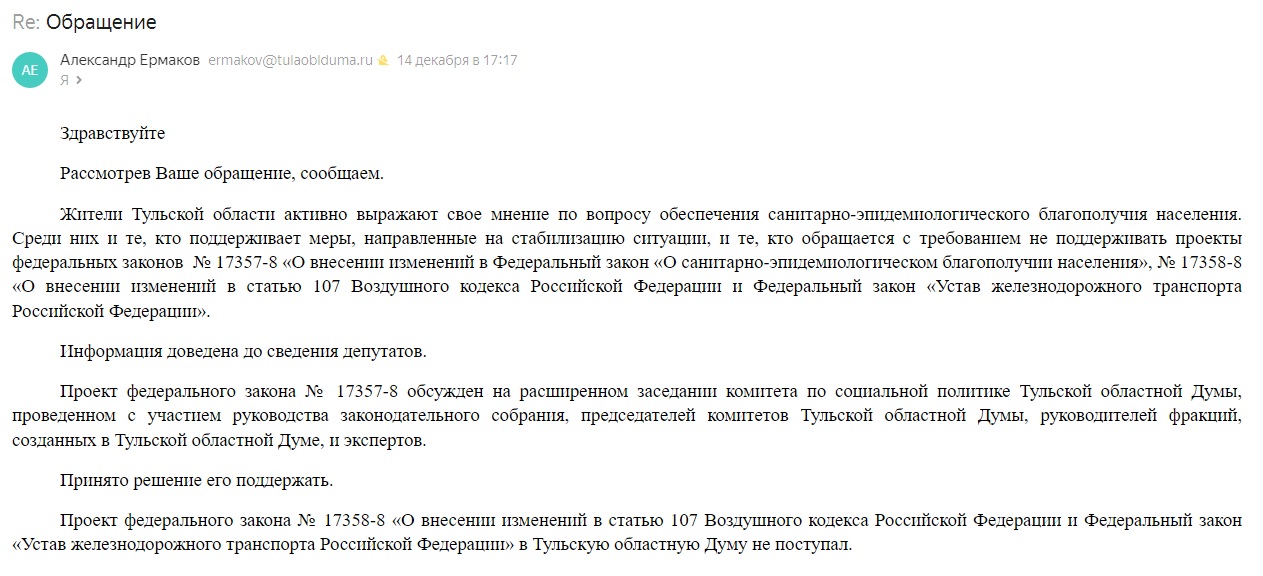 Re: Обращение
АЕ
Александр Ермаков ermakov@tulaoblduma.ru 14 декабря в 17:17
Я
Здравствуйте
Рассмотрев Ваше обращение, сообщаем.
Жители Тульской области активно выражают свое мнение по вопросу обеспечения санитарно-эпидемиологического благополучия населения.
Среди них и те, кто поддерживает меры, направленные на стабилизацию ситуации, и те, кто обращается с требованием не поддерживать проекты
федеральных законов № 17357-8 «О внесении изменений в Федеральный закон «О санитарно-эпидемиологическом благополучии населения», № 17358-8
«О внесении изменений в статью 107 Воздушного кодекса Российской Федерации и Федеральный закон «Устав железнодорожного транспорта
Российской Федерации».
Информация доведена до сведения депутатов.
Проект федерального закона № 17357-8 обсужден на расширенном заседании комитета по социальной политике Тульской областной Думы,
проведенном с участием руководства законодательного собрания, председателей комитетов Тульской областной Думы, руководителей фракций,
созданных в Тульской областной Думе, и экспертов.
Принято решение его поддержать.
Проект федерального закона № 17358-8 «О внесении изменений в статью 107 Воздушного кодекса Российской Федерации и Федеральный закон
«Устав железнодорожного транспорта Российской Федерации» в Тульскую областную Думу не поступал.